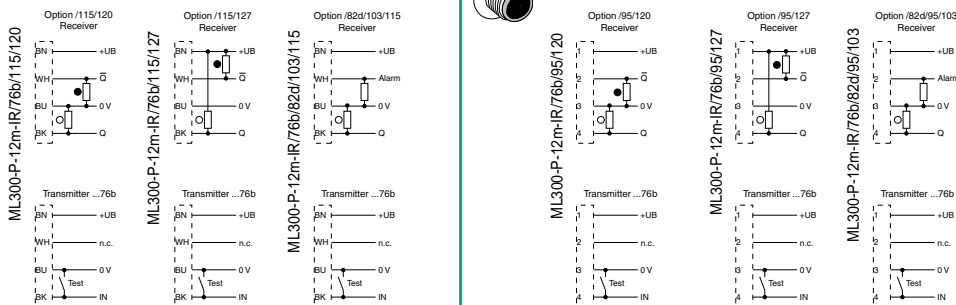 ML300-P-12m-IR/76b/115/120
Option /115/120
Receiver
BN +UB
WH Q̅
BU 0 V
BK Q
Transmitter ...76b
BN +UB
WH n.c.
BU 0 V
Test
BK IN
ML300-P-12m-IR/76b/115/127
Option /115/127
Receiver
BN +UB
WH Q̅
BU 0 V
BK Q
Transmitter ...76b
BN +UB
WH n.c.
BU 0 V
Test
BK IN
ML300-P-12m-IR/76b/82d/103/115
Option /82d/103/115
Receiver
BN +UB
WH Alarm
BU 0 V
BK Q
Transmitter ...76b
BN +UB
WH n.c.
BU 0 V
Test
BK IN
ML300-P-12m-IR/76b/95/120
Option /95/120
Receiver
1 +UB
2 Q̅
3 0 V
4 Q
Transmitter ...76b
1 +UB
2 n.c.
3 0 V
Test
4 IN
ML300-P-12m-IR/76b/95/127
Option /95/127
Receiver
1 +UB
2 Q̅
3 0 V
4 Q
Transmitter ...76b
1 +UB
2 n.c.
3 0 V
Test
4 IN
ML300-P-12m-IR/76b/82d/95/103
Option /82d/95/103
Receiver
1 +UB
2 Alarm
3 0 V
4 Q
Transmitter ...76b
1 +UB
2 n.c.
3 0 V
Test
4 IN